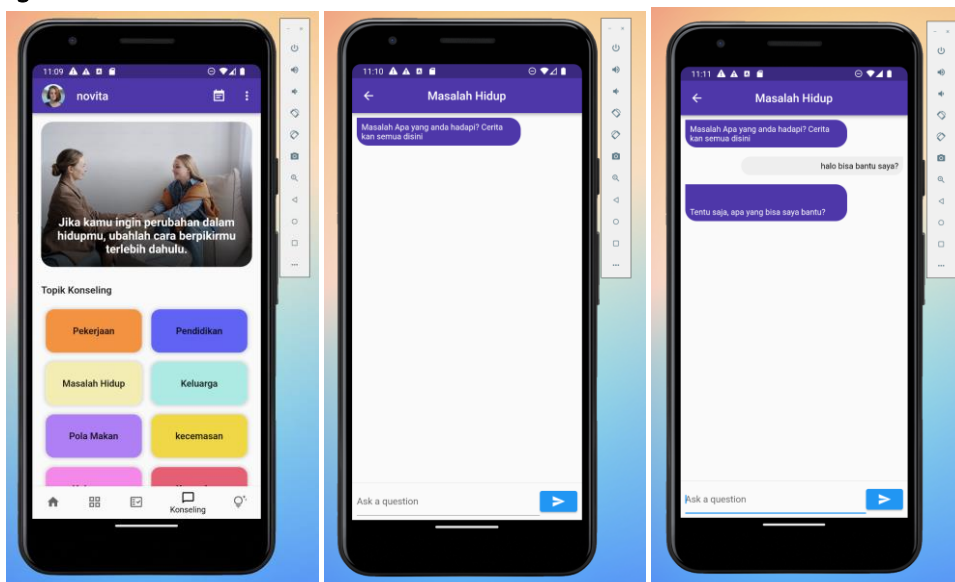 11:09
novita
Jika kamu ingin perubahan dalam
hidupmu, ubahlah cara berpikirmu
terlebih dahulu.
Topik Konseling
Pekerjaan
Pendidikan
Masalah Hidup
Keluarga
Pola Makan
kecemasan
Konseling
11:10
Masalah Hidup
Masalah Apa yang anda hadapi? Cerita
kan semua disini
Ask a question
11:11
Masalah Hidup
Masalah Apa yang anda hadapi? Cerita
kan semua disini
halo bisa bantu saya?
Tentu saja, apa yang bisa saya bantu?
Ask a question